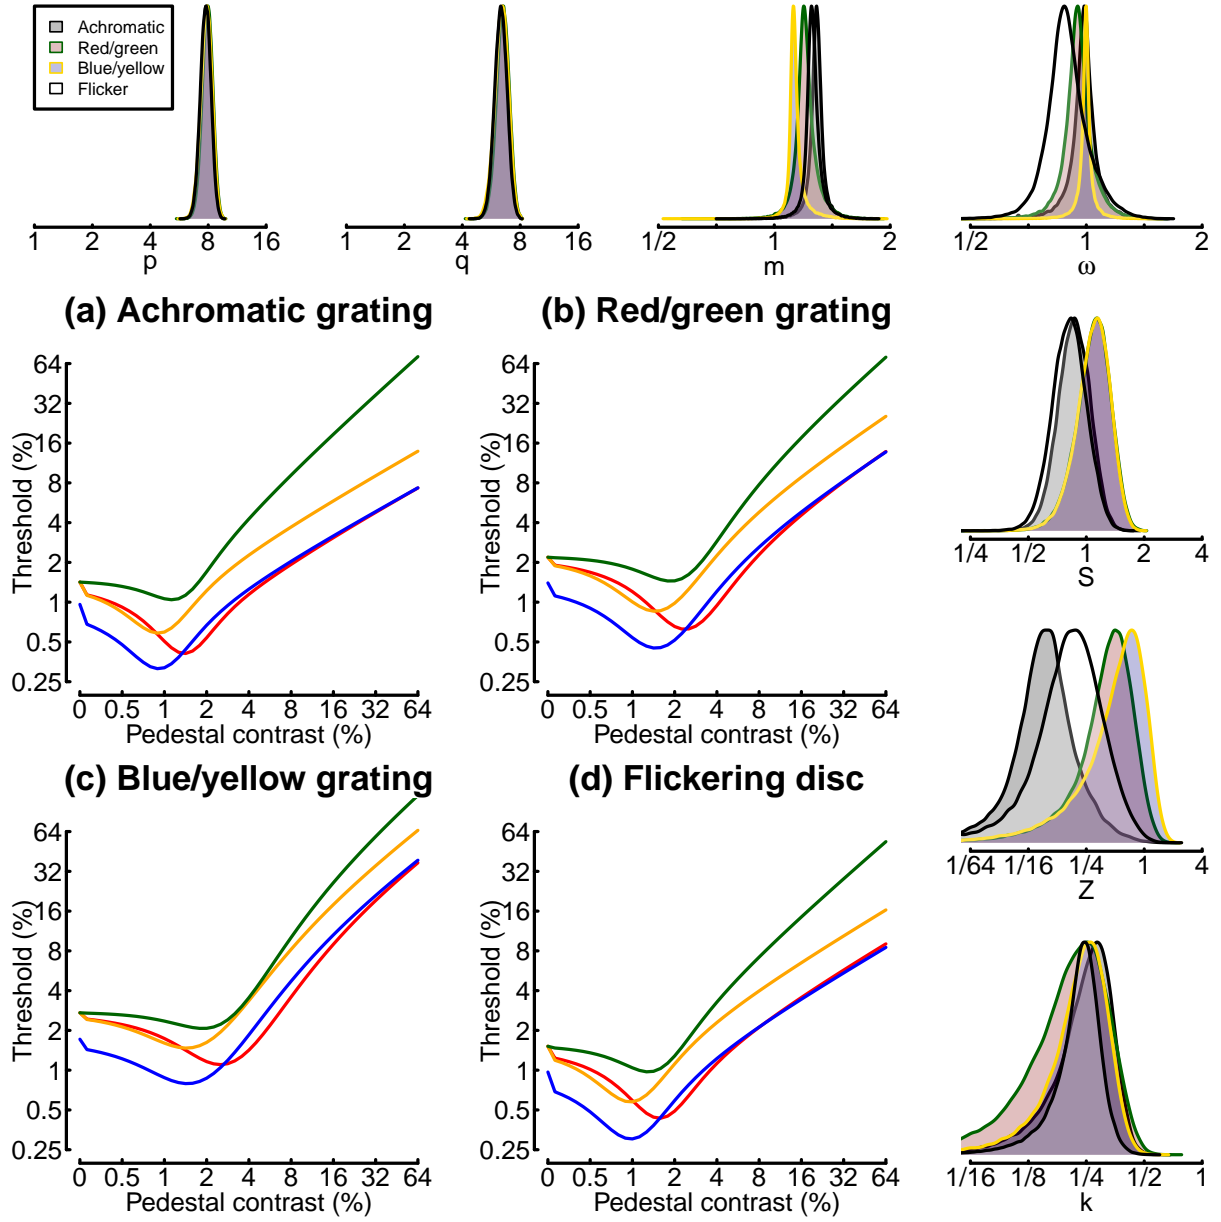 Achromatic
Red/green
Blue/yellow
Flicker
1 2 4 8 16
p
1 2 4 8 16
q
1/2 1 2
m
1/2 1 2
ω
(a) Achromatic grating
64
32
16
8
4
2
1
0.5
0.25
Threshold (%)
0 0.5 1 2 4 8 16 32 64
Pedestal contrast (%)
(b) Red/green grating
64
32
16
8
4
2
1
0.5
0.25
Threshold (%)
0 0.5 1 2 4 8 16 32 64
Pedestal contrast (%)
1/4 1/2 1 2 4
S
(c) Blue/yellow grating
64
32
16
8
4
2
1
0.5
0.25
Threshold (%)
0 0.5 1 2 4 8 16 32 64
Pedestal contrast (%)
(d) Flickering disc
64
32
16
8
4
2
1
0.5
0.25
Threshold (%)
0 0.5 1 2 4 8 16 32 64
Pedestal contrast (%)
1/64 1/16 1/4 1 4
Z
1/16 1/8 1/4 1/2 1
k